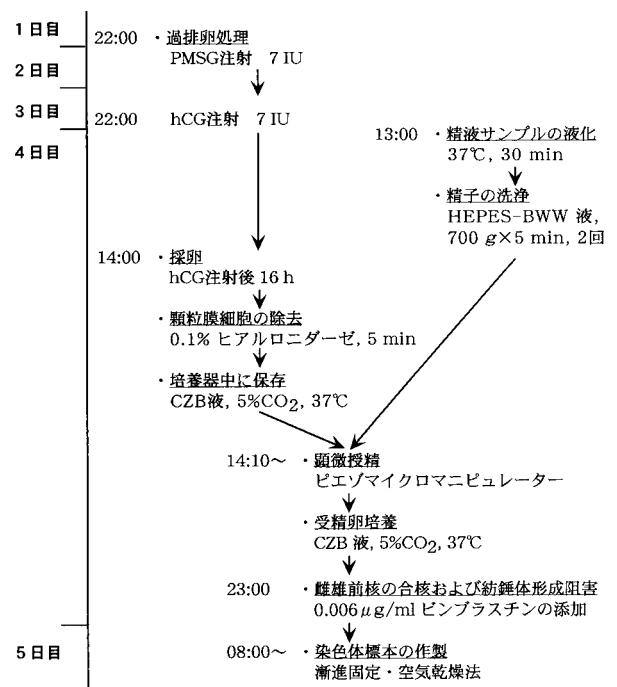 1日目
22:00 ・過排卵処理
PMSG注射 7 IU
2日目
3日目
22:00 hCG注射 7 IU
4日目
13:00 ・精液サンプルの液化
37℃, 30 min
・精子の洗浄
HEPES-BWW 液,
700 g×5 min, 2回
14:00 ・採卵
hCG注射後 16 h
・顆粒膜細胞の除去
0.1% ヒアルロニダーゼ, 5 min
・培養器中に保存
CZB液, 5%CO2, 37℃
14:10〜 ・顕微授精
ピエゾマイクロマニピュレーター
・受精卵培養
CZB 液, 5%CO2, 37℃
23:00 ・雌雄前核の合核および紡錘体形成阻害
0.006μg/ml ビンブラスチンの添加
5日目
08:00〜 ・染色体標本の作製
漸進固定・空気乾燥法